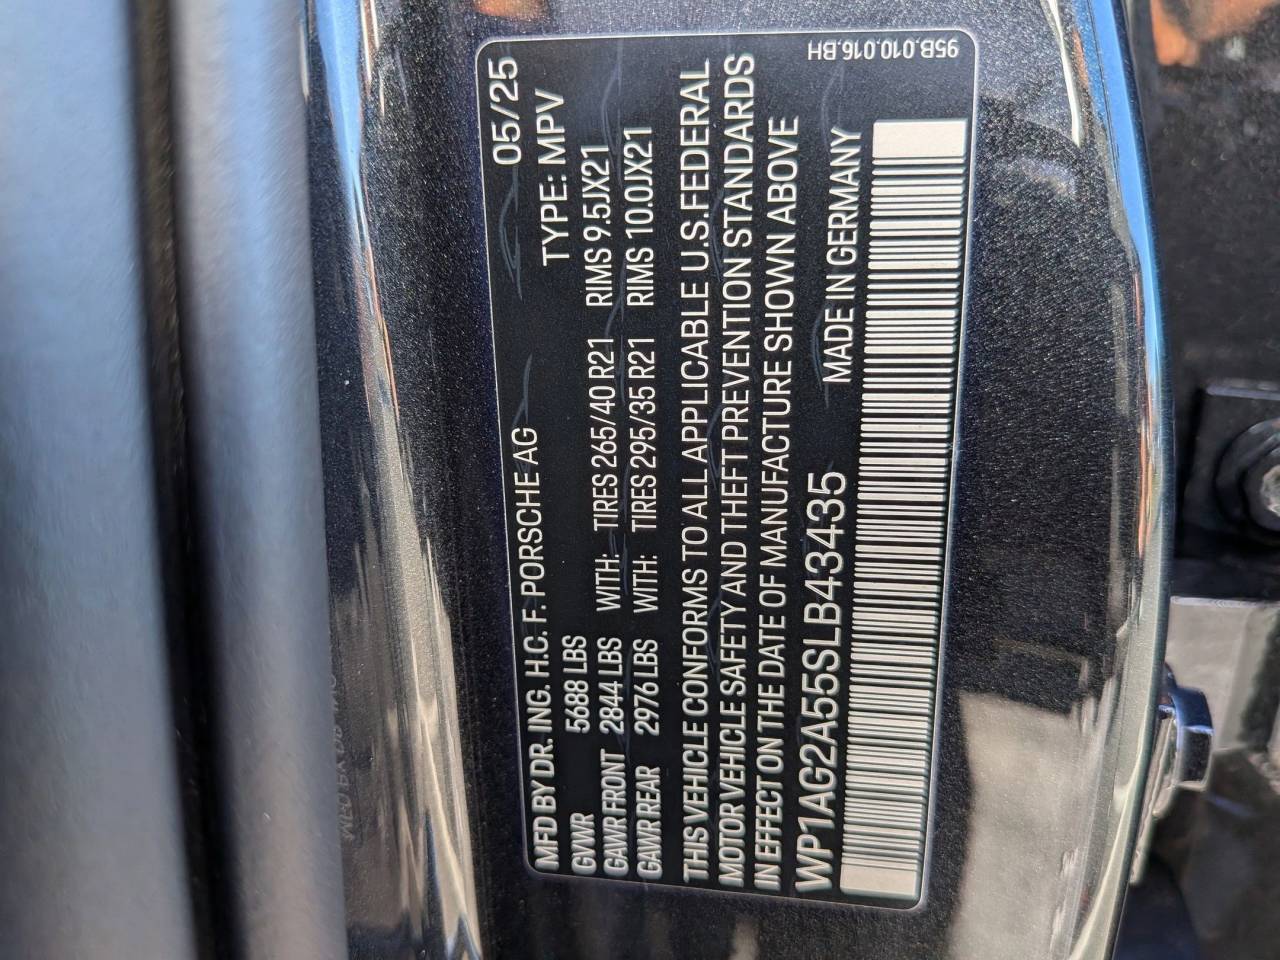 MFD BY DR. ING. H.C. F. PORSCHE AG 05/25
GVWR 5688 LBS TYPE: MPV
GAWR FRONT 2844 LBS WITH: TIRES 265/40 R21 RIMS 9.5JX21
GAWR REAR 2976 LBS WITH: TIRES 295/35 R21 RIMS 10.0JX21
THIS VEHICLE CONFORMS TO ALL APPLICABLE U.S.FEDERAL
MOTOR VEHICLE SAFETY AND THEFT PREVENTION STANDARDS
IN EFFECT ON THE DATE OF MANUFACTURE SHOWN ABOVE
WP1AG2A55SLB43435 MADE IN GERMANY
95B.010.016.BH